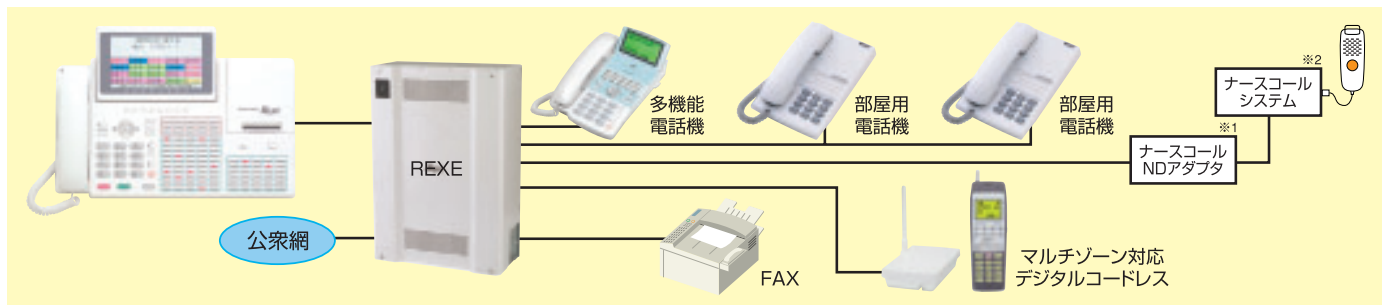 多機能
電話機
部屋用
電話機
部屋用
電話機
※2
ナースコール
システム
※1
ナースコール
NDアダプタ
REXE
公衆網
FAX
マルチゾーン対応
デジタルコードレス